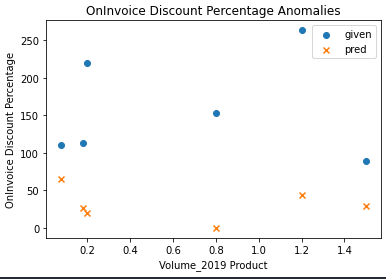 OnInvoice Discount Percentage Anomalies
given
pred
OnInvoice Discount Percentage
250
200
150
100
50
0
0.2
0.4
0.6
0.8
1.0
1.2
1.4
Volume_2019 Product